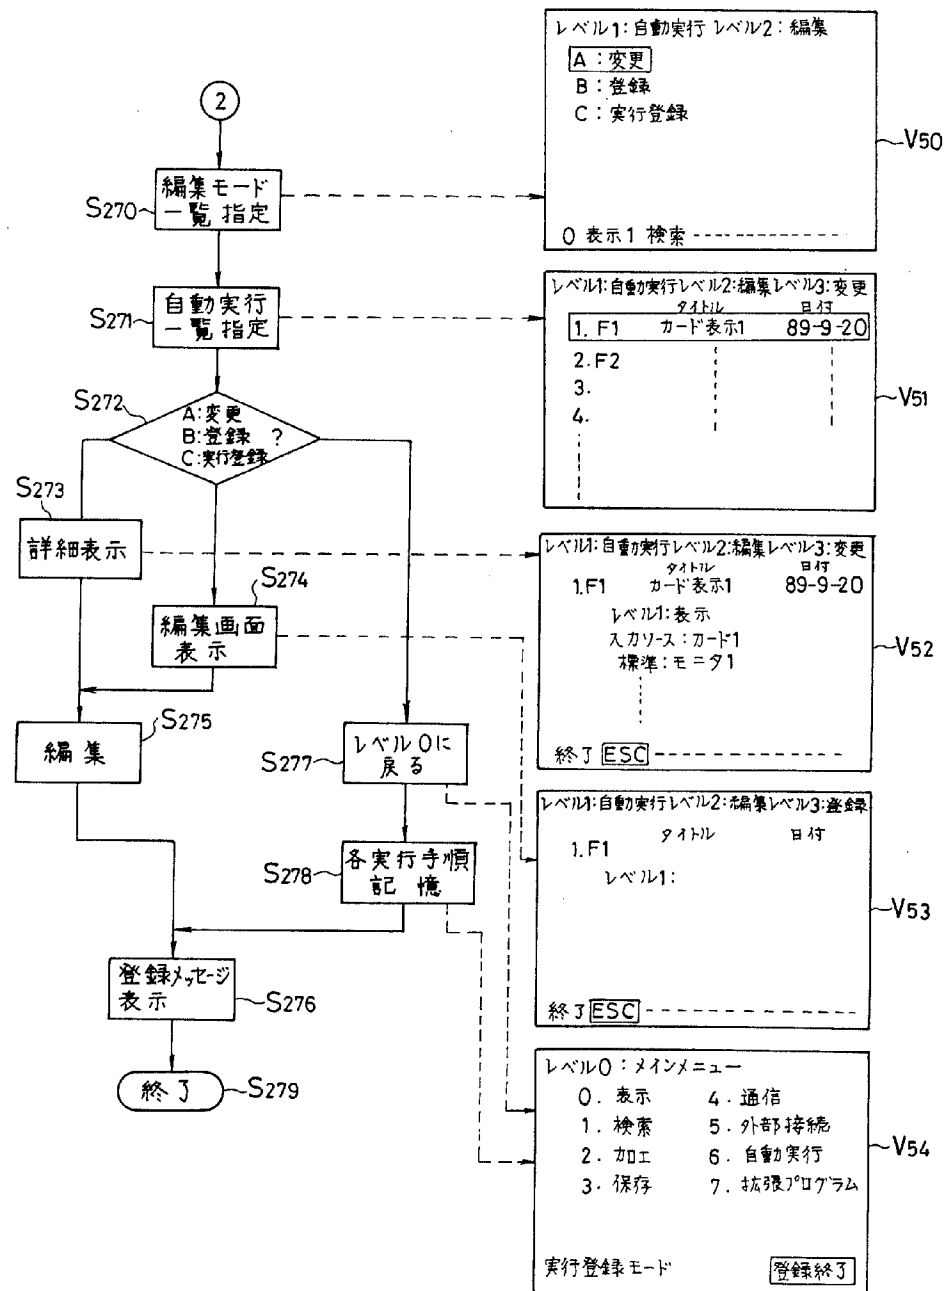 2
編集モード
一覧指定
S270
自動実行
一覧指定
S271
S272
A:変更
B:登録 ?
C:実行登録
S273
詳細表示
S274
編集画面
表示
S275
編集
S277
レベル0に
戻る
S278
各実行手順
記憶
登録メッセージ
表示
S276
終了
S279
レベル1:自動実行 レベル2:編集
A:変更
B:登録
C:実行登録
0 表示1 検索
V50
レベル1:自動実行レベル2:編集レベル3:変更
タイトル 日付
1. F1 カード表示1 89-9-20
2. F2
3.
4.
V51
レベル1:自動実行レベル2:編集レベル3:変更
タイトル 日付
1.F1 カード表示1 89-9-20
レベル1:表示
入力ソース:カード1
標準:モニタ1
終了 ESC
V52
レベル1:自動実行レベル2:編集レベル3:登録
タイトル 日付
1.F1
レベル1:
終了 ESC
V53
レベル0:メインメニュー
0. 表示 4. 通信
1. 検索 5. 外部接続
2. 加工 6. 自動実行
3. 保存 7. 拡張プログラム
実行登録モード 登録終了
V54